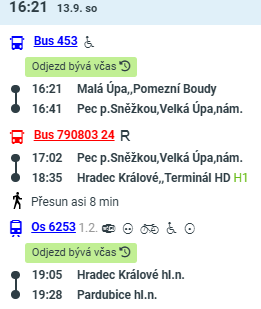 16:21 13.9. so
Bus 453
Odjezd bývá včas
16:21 Malá Úpa,,Pomezní Boudy
16:41 Pec p.Sněžkou,Velká Úpa,nám.
Bus 790803 24 R
17:02 Pec p.Sněžkou,Velká Úpa,nám.
18:35 Hradec Králové,,Terminál HD H1
Přesun asi 8 min
Os 6253 1.2.
Odjezd bývá včas
19:05 Hradec Králové hl.n.
19:28 Pardubice hl.n.